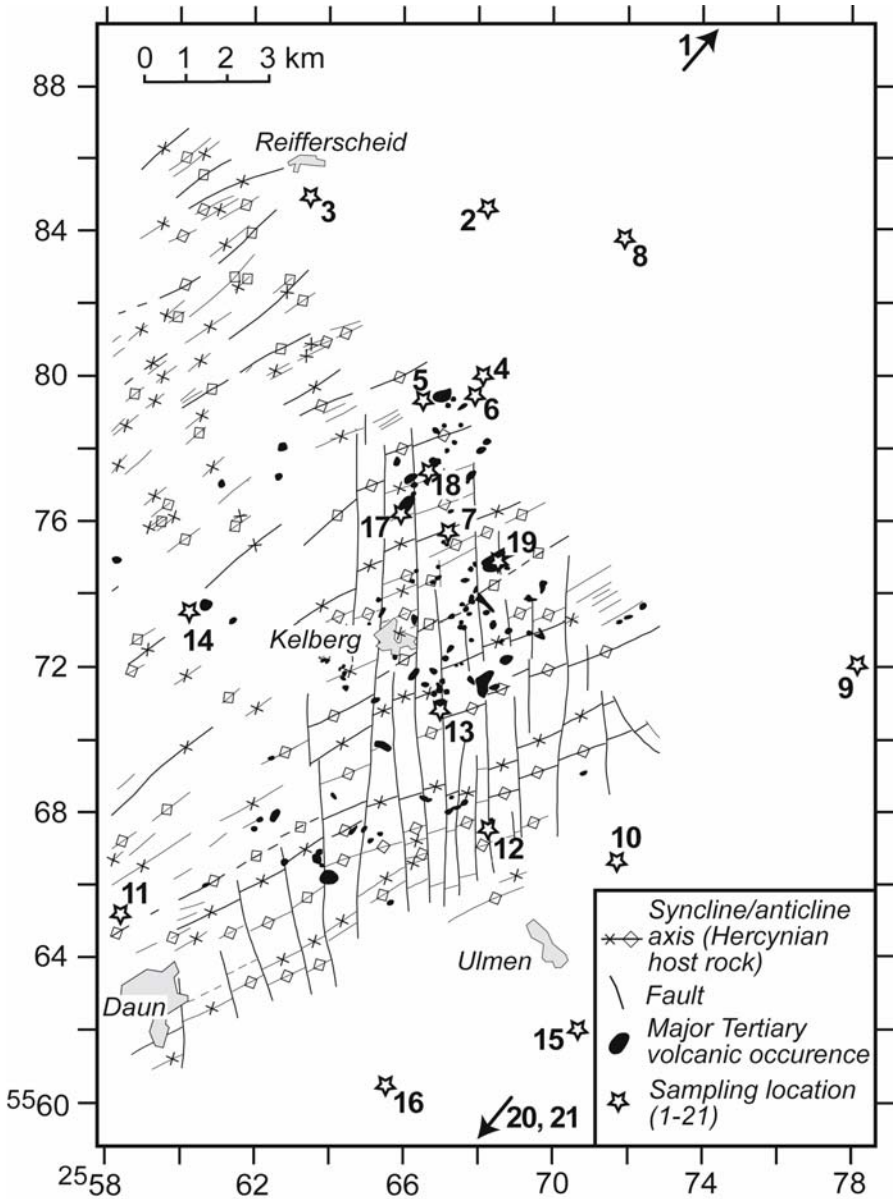 1
0 1 2 3 km
88
Reifferscheid
3
2
84
8
80
5
4
6
18
76
17
7
19
14
Kelberg
72
9
13
68
12
10
11
Syncline/anticline
axis (Hercynian
host rock)
64
Ulmen
Daun
Fault
15
Major Tertiary
volcanic occurence
5560
16
20, 21
Sampling location
(1-21)
2558 62 66 70 74 78